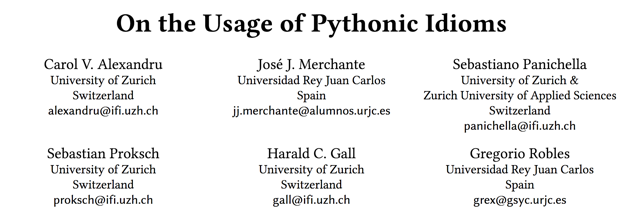 On the Usage of Pythonic Idioms
Carol V. Alexandru
University of Zurich
Switzerland
alexandru@ifi.uzh.ch
José J. Merchante
Universidad Rey Juan Carlos
Spain
jj.merchante@alumnos.urjc.es
Sebastiano Panichella
University of Zurich &
Zurich University of Applied Sciences
Switzerland
panichella@ifi.uzh.ch
Sebastian Proksch
University of Zurich
Switzerland
proksch@ifi.uzh.ch
Harald C. Gall
University of Zurich
Switzerland
gall@ifi.uzh.ch
Gregorio Robles
Universidad Rey Juan Carlos
Spain
grex@gsyc.urjc.es